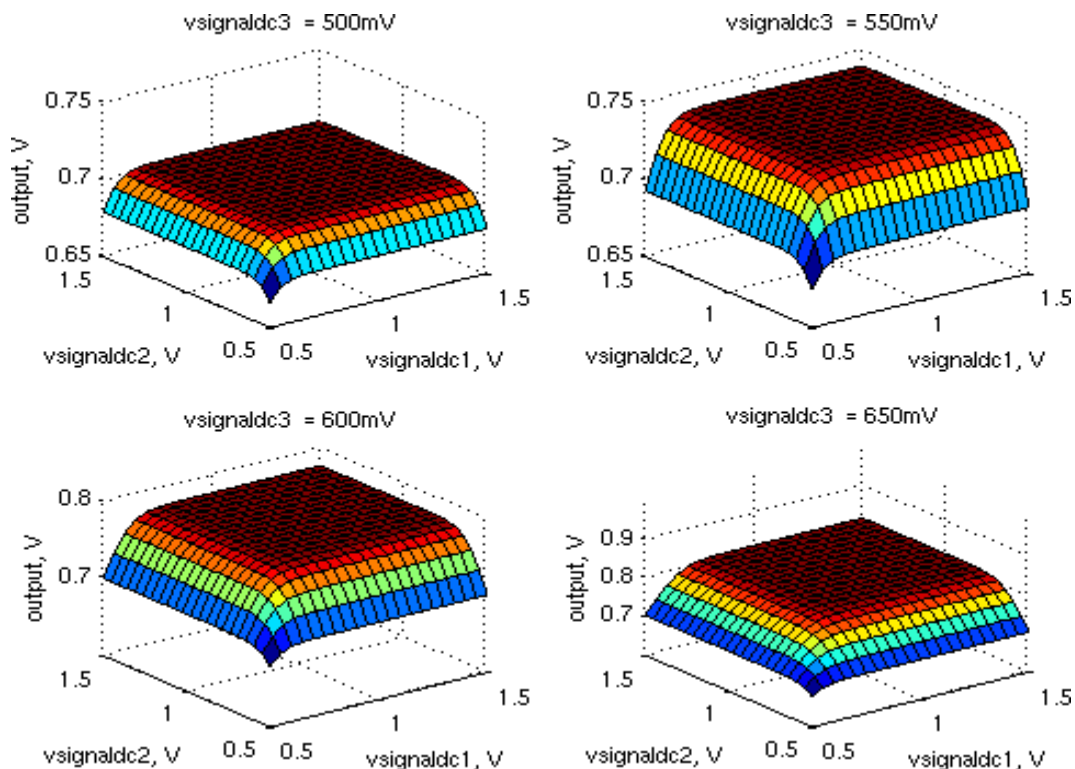 vsignaldc3 = 500mV
0.75
0.7
0.65
output, V
1.5
1
0.5
vsignaldc2, V
0.5
1
1.5
vsignaldc1, V
vsignaldc3 = 550mV
0.75
0.7
0.65
output, V
1.5
1
0.5
vsignaldc2, V
0.5
1
1.5
vsignaldc1, V
vsignaldc3 = 600mV
0.8
0.7
output, V
1.5
1
0.5
vsignaldc2, V
0.5
1
1.5
vsignaldc1, V
vsignaldc3 = 650mV
0.9
0.8
0.7
output, V
1.5
1
0.5
vsignaldc2, V
0.5
1
1.5
vsignaldc1, V